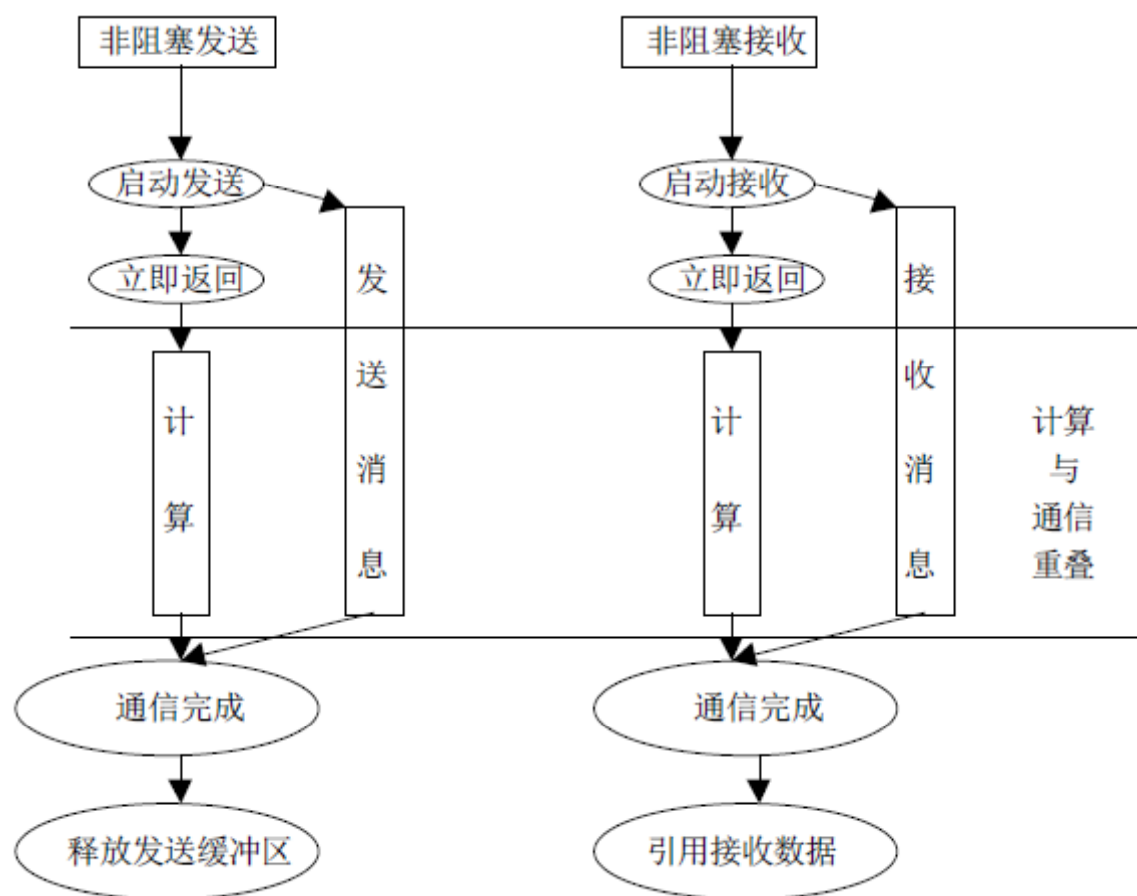 非阻塞发送
非阻塞接收
启动发送
启动接收
立即返回
发送消息
立即返回
接收消息
计算
计算
计算
与
通信
重叠
通信完成
通信完成
释放发送缓冲区
引用接收数据